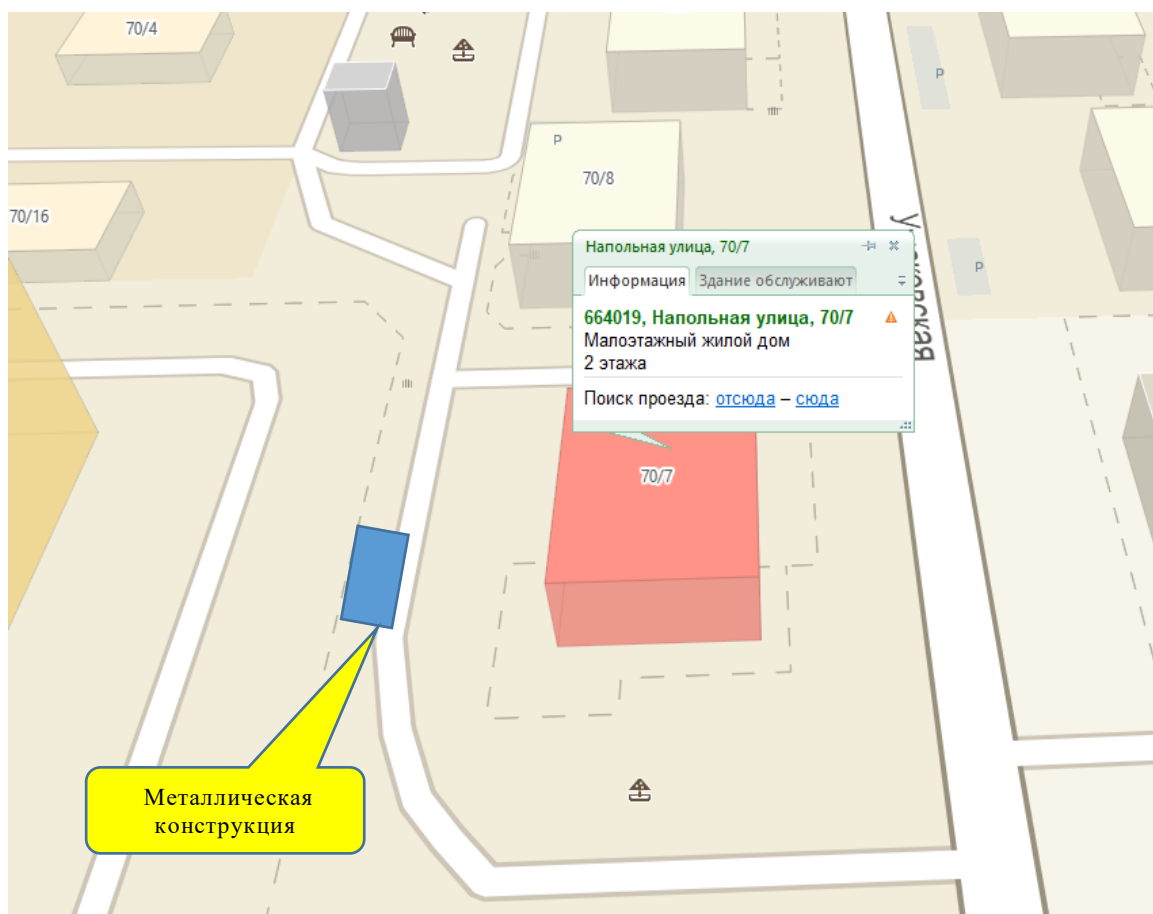 70/4
P
P
70/8
70/16
P
Напольная улица, 70/7
Информация
Здание обслуживают
664019, Напольная улица, 70/7
Малоэтажный жилой дом
2 этажа
Поиск проезда: отсюда – сюда
70/7
Металлическая
конструкция